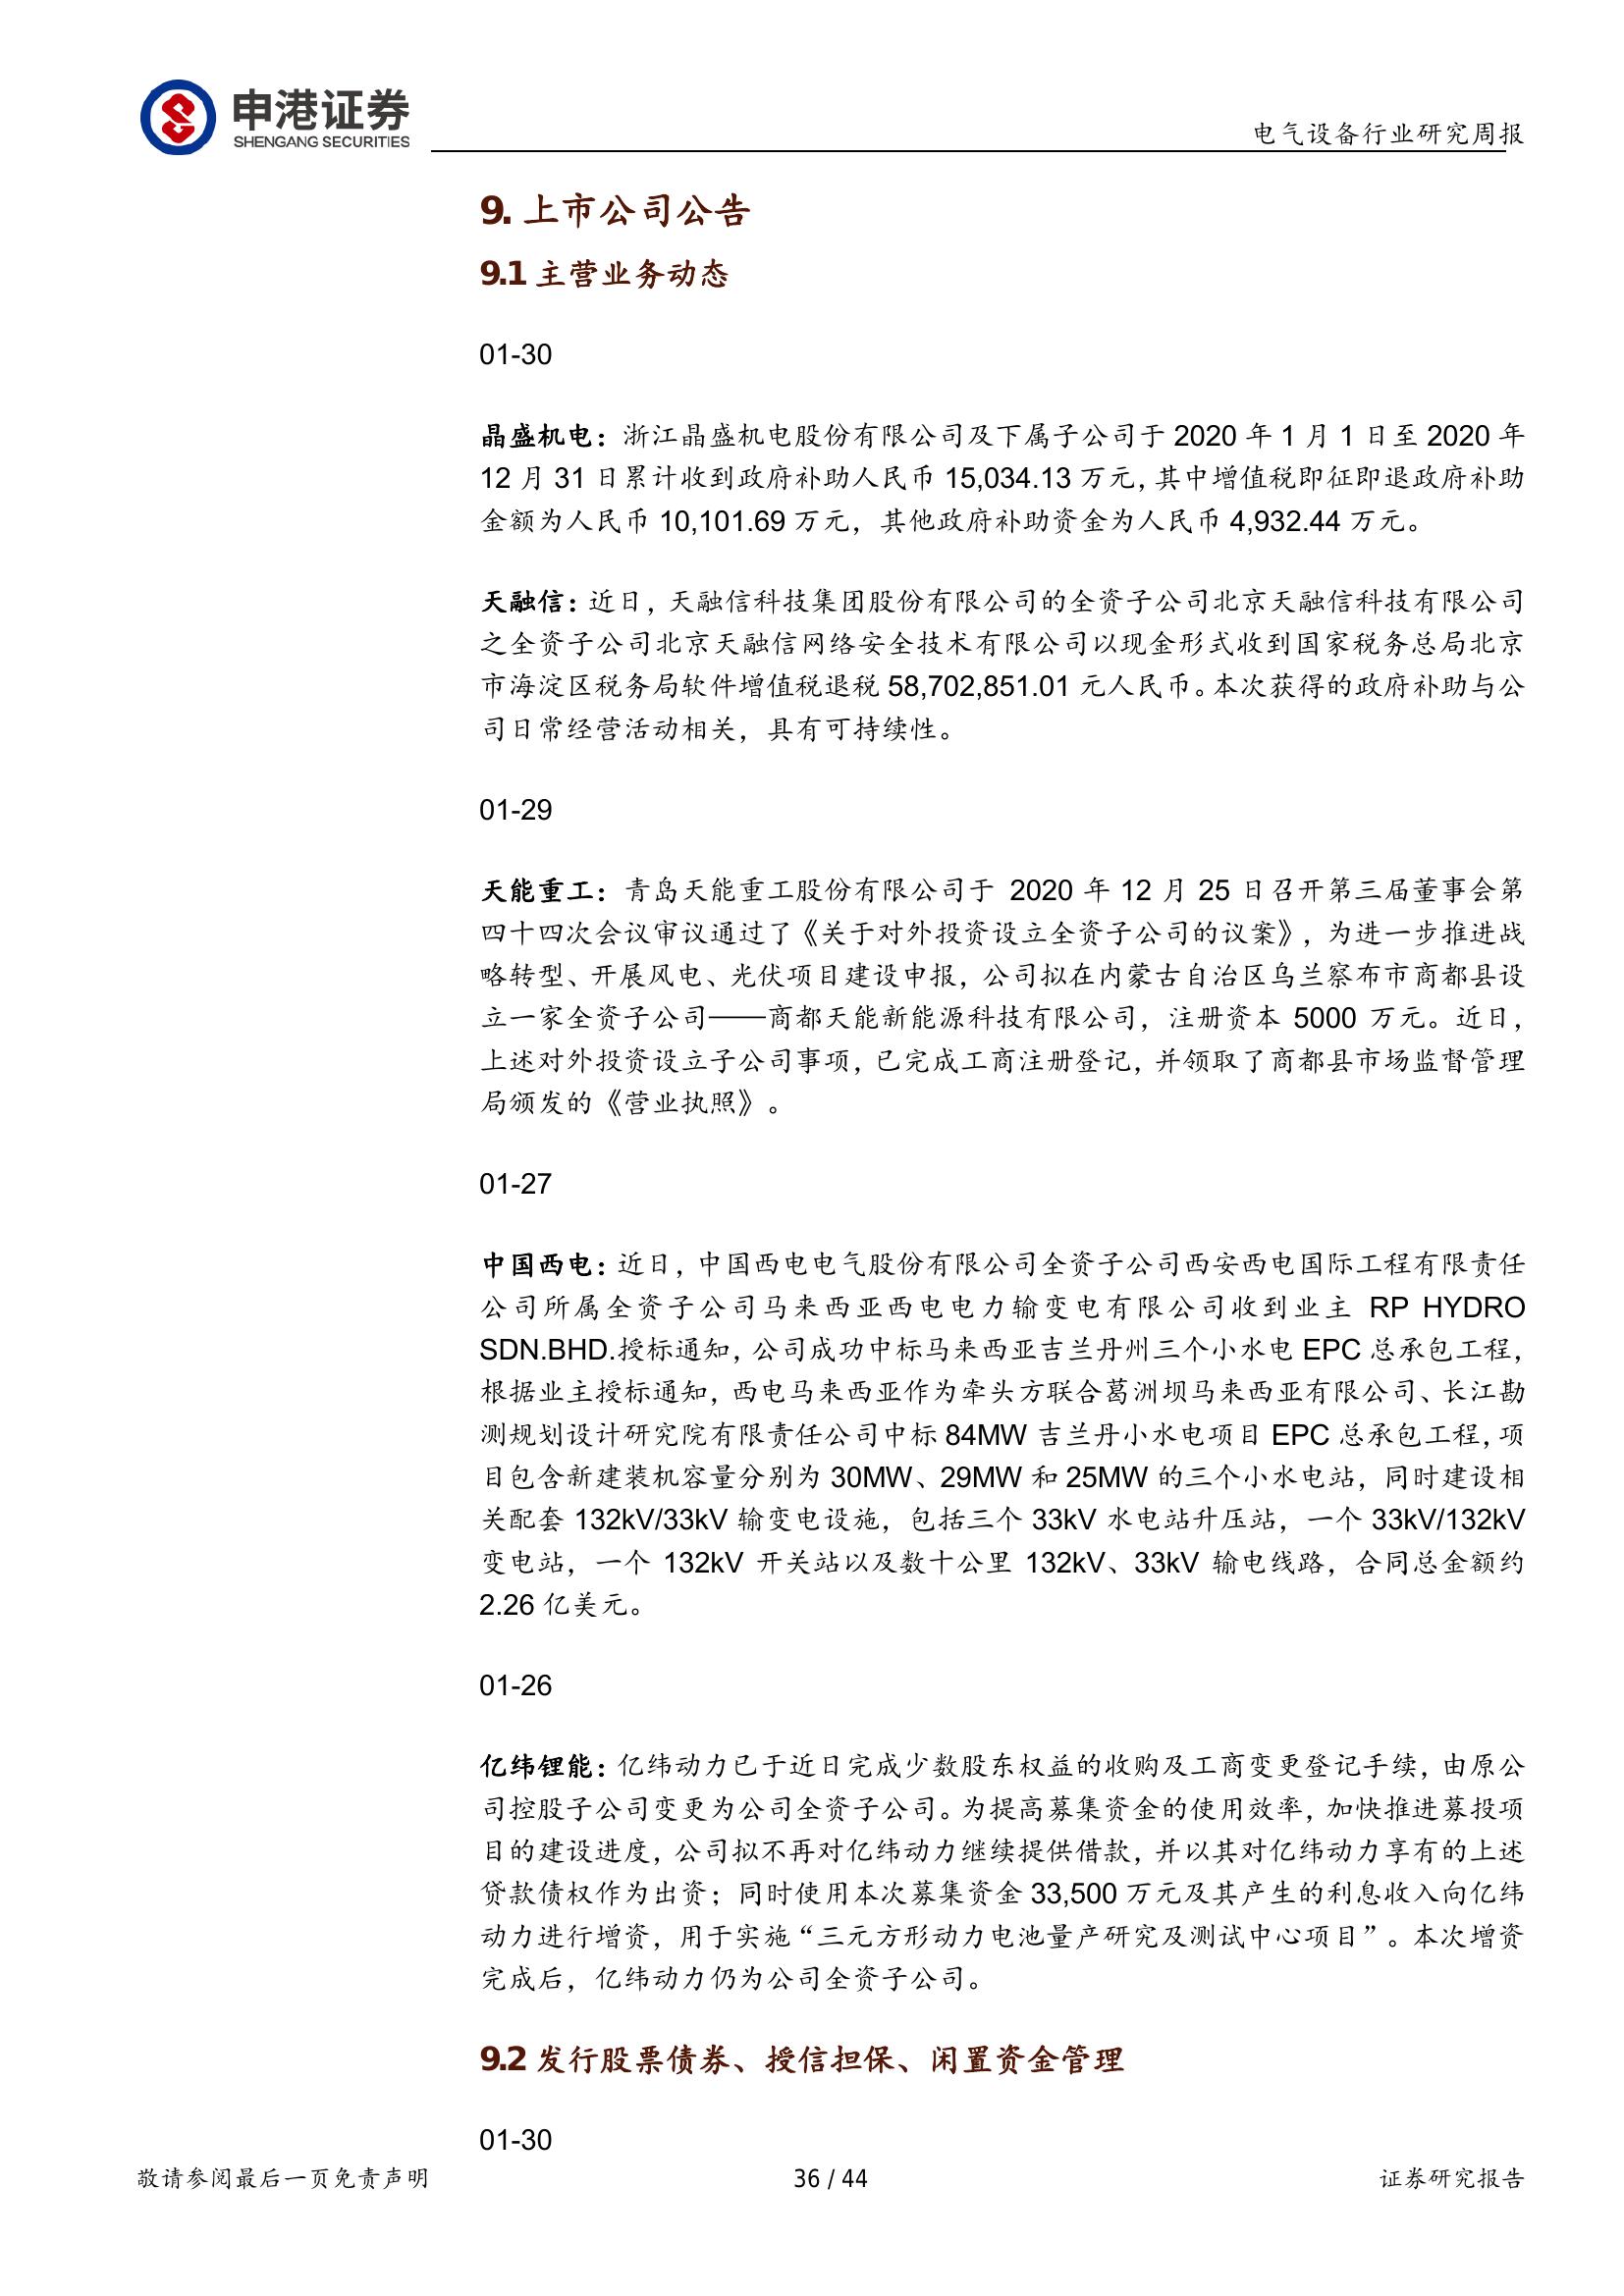 申港证券
SHENGANG SECURITIES
电气设备行业研究周报
9. 上市公司公告
9.1 主营业务动态
01-30
晶盛机电：浙江晶盛机电股份有限公司及下属子公司于 2020 年 1 月 1 日至 2020 年
12 月 31 日累计收到政府补助人民币 15,034.13 万元，其中增值税即征即退政府补助
金额为人民币 10,101.69 万元，其他政府补助资金为人民币 4,932.44 万元。
天融信：近日，天融信科技集团股份有限公司的全资子公司北京天融信科技有限公司
之全资子公司北京天融信网络安全技术有限公司以现金形式收到国家税务总局北京
市海淀区税务局软件增值税退税 58,702,851.01 元人民币。本次获得的政府补助与公
司日常经营活动相关，具有可持续性。
01-29
天能重工：青岛天能重工股份有限公司于 2020 年 12 月 25 日召开第三届董事会第
四十四次会议审议通过了《关于对外投资设立全资子公司的议案》，为进一步推进战
略转型、开展风电、光伏项目建设申报，公司拟在内蒙古自治区乌兰察布市商都县设
立一家全资子公司——商都天能新能源科技有限公司，注册资本 5000 万元。近日，
上述对外投资设立子公司事项，已完成工商注册登记，并领取了商都县市场监督管理
局颁发的《营业执照》。
01-27
中国西电：近日，中国西电电气股份有限公司全资子公司西安西电国际工程有限责任
公司所属全资子公司马来西亚西电电力输变电有限公司收到业主 RP HYDRO
SDN.BHD.授标通知，公司成功中标马来西亚吉兰丹州三个小水电 EPC 总承包工程，
根据业主授标通知，西电马来西亚作为牵头方联合葛洲坝马来西亚有限公司、长江勘
测规划设计研究院有限责任公司中标 84MW 吉兰丹小水电项目 EPC 总承包工程，项
目包含新建装机容量分别为 30MW、29MW 和 25MW 的三个小水电站，同时建设相
关配套 132kV/33kV 输变电设施，包括三个 33kV 水电站升压站，一个 33kV/132kV
变电站，一个 132kV 开关站以及数十公里 132kV、33kV 输电线路，合同总金额约
2.26 亿美元。
01-26
亿纬锂能：亿纬动力已于近日完成少数股东权益的收购及工商变更登记手续，由原公
司控股子公司变更为公司全资子公司。为提高募集资金的使用效率，加快推进募投项
目的建设进度，公司拟不再对亿纬动力继续提供借款，并以其对亿纬动力享有的上述
贷款债权作为出资；同时使用本次募集资金 33,500 万元及其产生的利息收入向亿纬
动力进行增资，用于实施“三元方形动力电池量产研究及测试中心项目”。本次增资
完成后，亿纬动力仍为公司全资子公司。
9.2 发行股票债券、授信担保、闲置资金管理
01-30
敬请参阅最后一页免责声明
36 / 44
证券研究报告